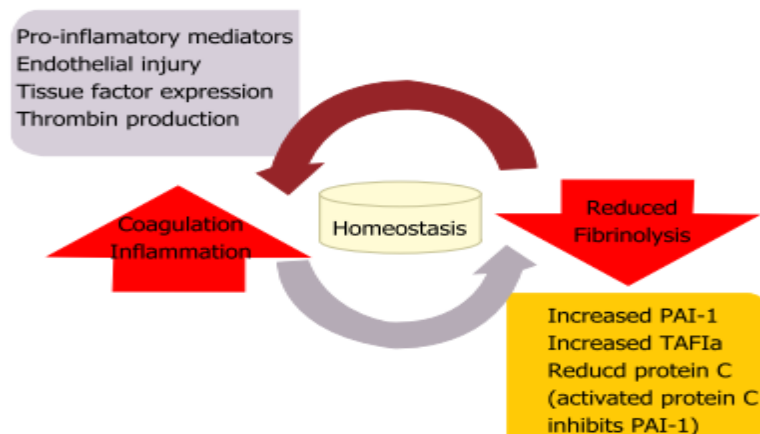 Pro-inflamatory mediators
Endothelial injury
Tissue factor expression
Thrombin production
Coagulation
Inflammation
Homeostasis
Reduced
Fibrinolysis
Increased PAI-1
Increased TAFIa
Reducd protein C
(activated protein C
inhibits PAI-1)